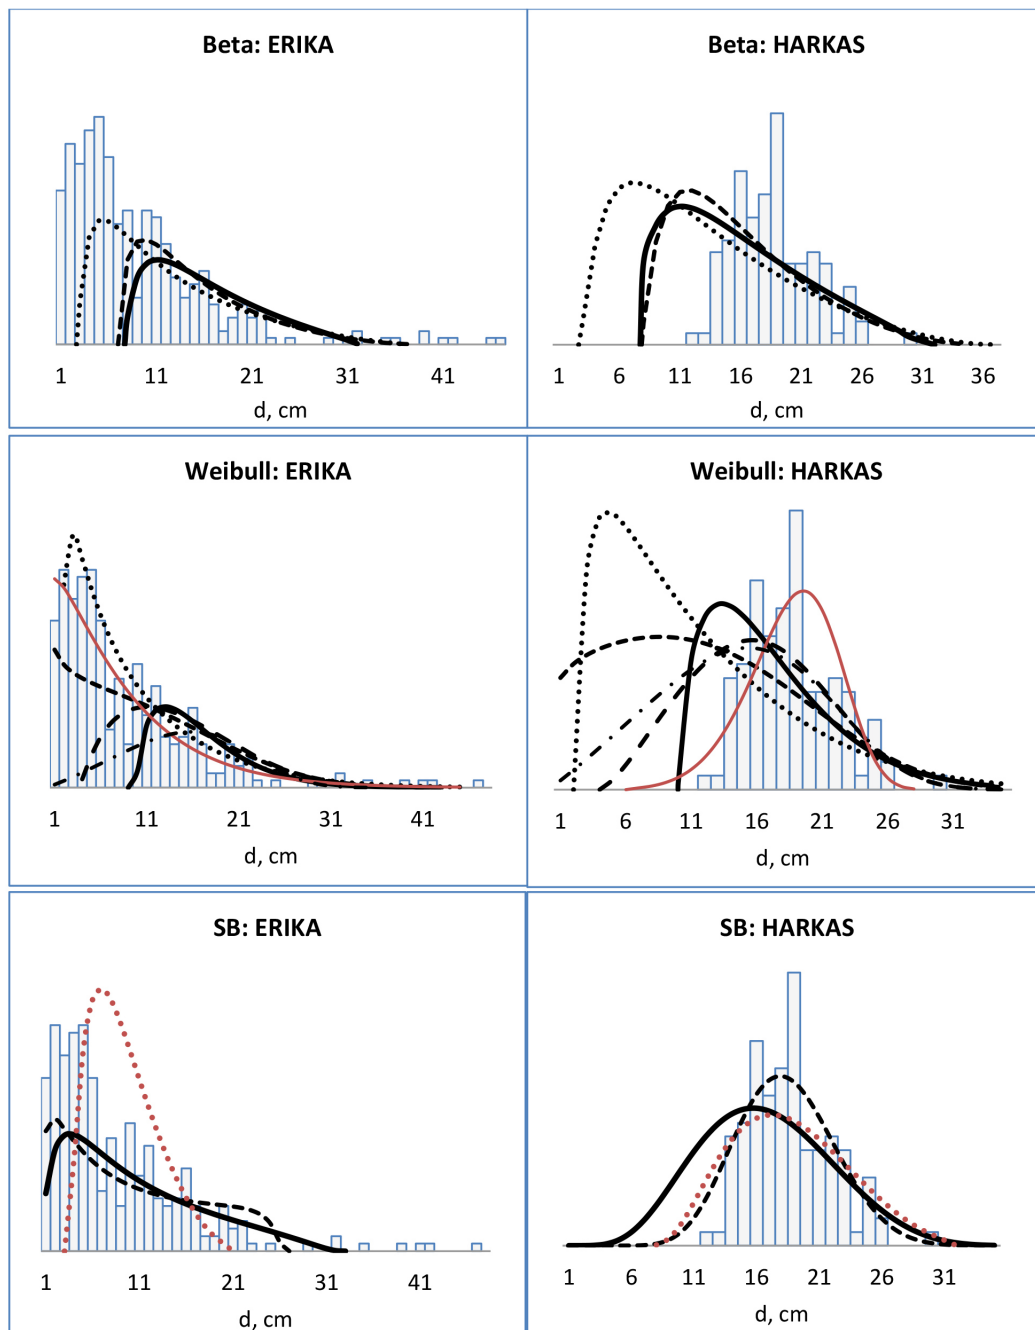 Beta: ERIKA
1 11 21 31 41
d, cm
Beta: HARKAS
1 6 11 16 21 26 31 36
d, cm
Weibull: ERIKA
1 11 21 31 41
d, cm
Weibull: HARKAS
1 6 11 16 21 26 31
d, cm
SB: ERIKA
1 11 21 31 41
d, cm
SB: HARKAS
1 6 11 16 21 26 31
d, cm